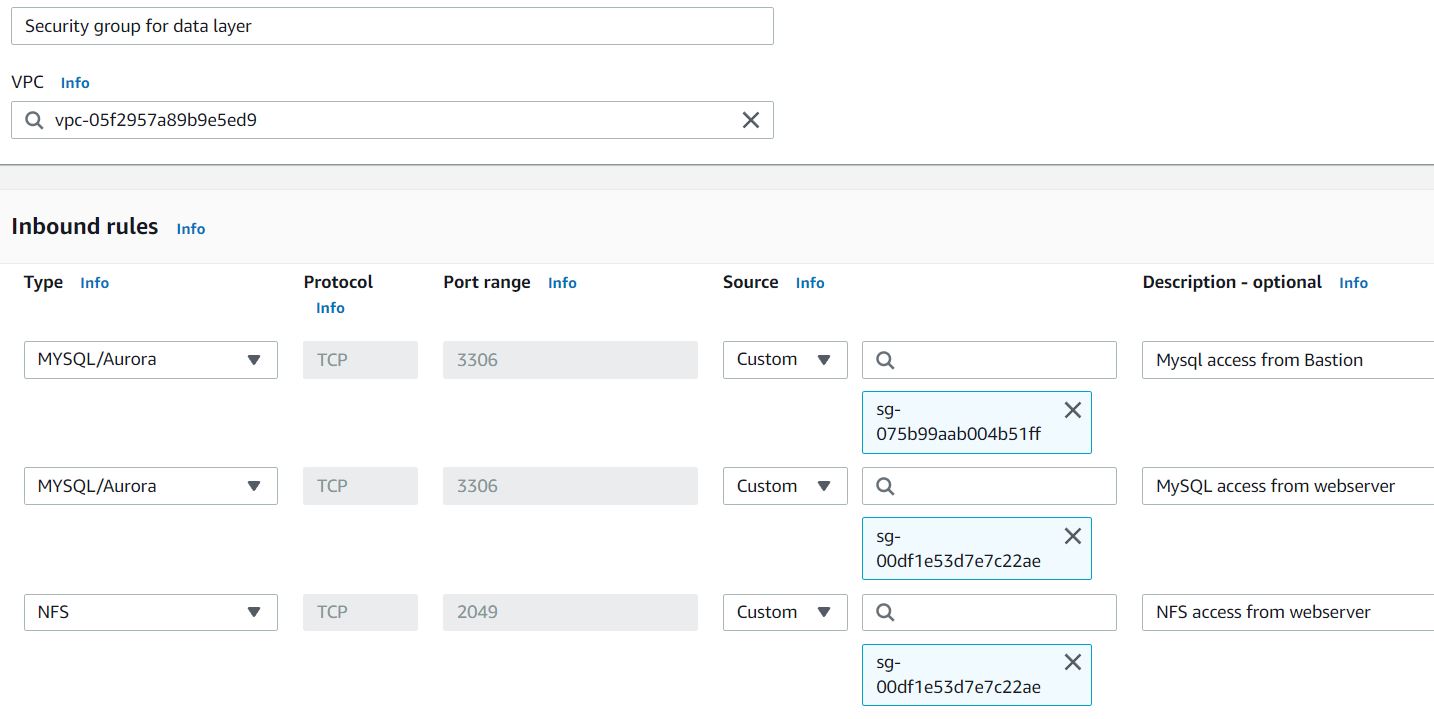 Security group for data layer
VPC Info
vpc-05f2957a89b9e5ed9
Inbound rules Info
Type Info Protocol Info Port range Info Source Info Description - optional Info
MYSQL/Aurora TCP 3306 Custom Mysql access from Bastion
sg-
075b99aab004b51ff
MYSQL/Aurora TCP 3306 Custom MySQL access from webserver
sg-
00df1e53d7e7c22ae
NFS TCP 2049 Custom NFS access from webserver
sg-
00df1e53d7e7c22ae